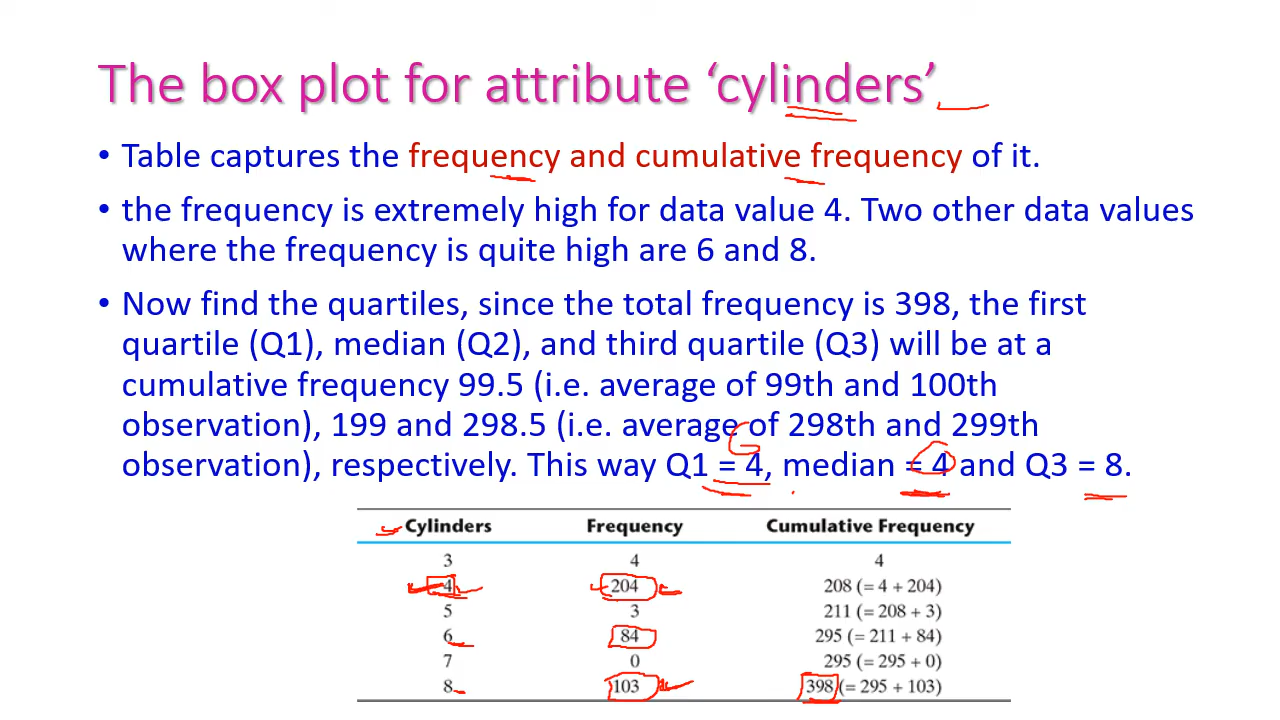 The box plot for attribute ‘cylinders’
• Table captures the frequency and cumulative frequency of it.
• the frequency is extremely high for data value 4. Two other data values
where the frequency is quite high are 6 and 8.
• Now find the quartiles, since the total frequency is 398, the first
quartile (Q1), median (Q2), and third quartile (Q3) will be at a
cumulative frequency 99.5 (i.e. average of 99th and 100th
observation), 199 and 298.5 (i.e. average of 298th and 299th
observation), respectively. This way Q1 = 4, median = 4 and Q3 = 8.
Cylinders Frequency Cumulative Frequency
3 4 4
4 204 208 (= 4 + 204)
5 3 211 (= 208 + 3)
6 84 295 (= 211 + 84)
7 0 295 (= 295 + 0)
8 103 398 (= 295 + 103)